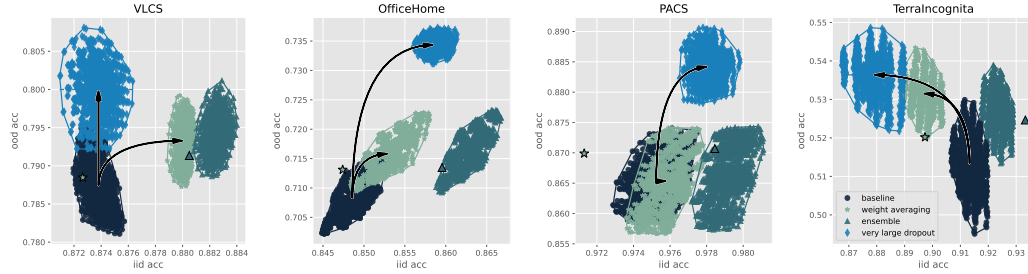 VLCS
OfficeHome
PACS
TerraIncognita
ood acc
0.805
0.800
0.795
0.790
0.785
0.780
0.872 0.874 0.876 0.878 0.880 0.882 0.884
iid acc
ood acc
0.735
0.730
0.725
0.720
0.715
0.710
0.705
0.845 0.850 0.855 0.860 0.865
iid acc
ood acc
0.890
0.885
0.880
0.875
0.870
0.865
0.860
0.855
0.972 0.974 0.976 0.978 0.980
iid acc
ood acc
0.55
0.54
0.53
0.52
0.51
0.50
0.87 0.88 0.89 0.90 0.91 0.92 0.93
iid acc
baseline
weight averaging
ensemble
very large dropout